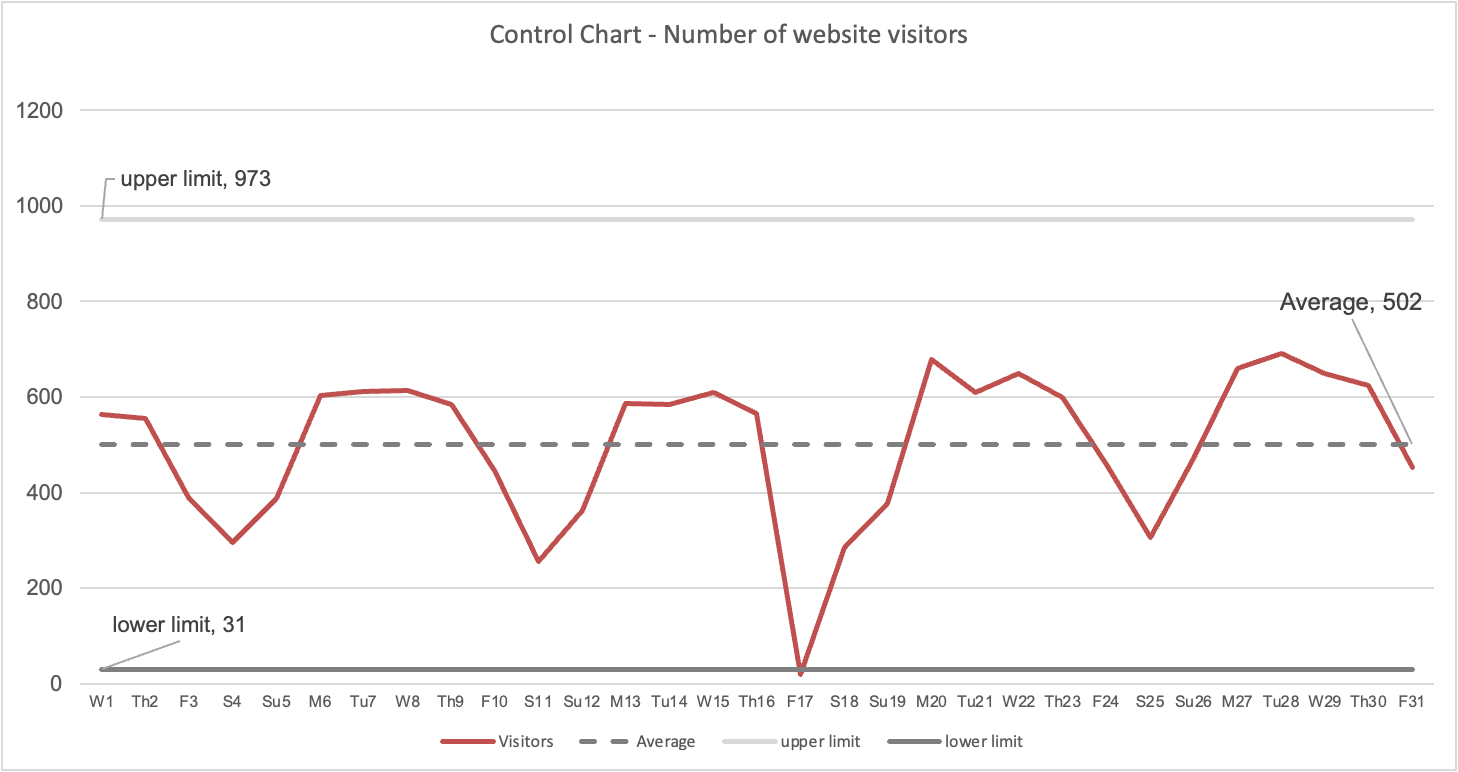 Control Chart - Number of website visitors
1200
upper limit, 973
1000
800
Average, 502
600
400
200
lower limit, 31
0
W1 Th2 F3 S4 Su5 M6 Tu7 W8 Th9 F10 S11 Su12 M13 Tu14 W15 Th16 F17 S18 Su19 M20 Tu21 W22 Th23 F24 S25 Su26 M27 Tu28 W29 Th30 F31
Visitors Average upper limit lower limit